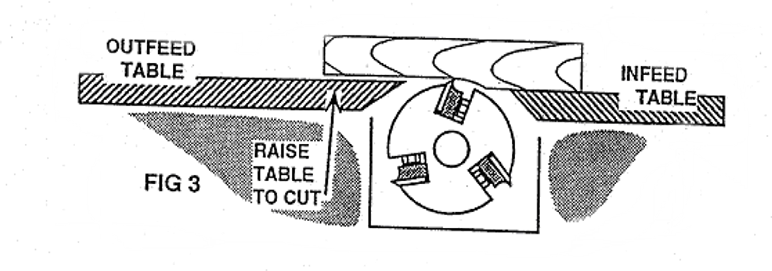 OUTFEED
TABLE
INFEED
TABLE
RAISE
TABLE
TO CUT
FIG 3